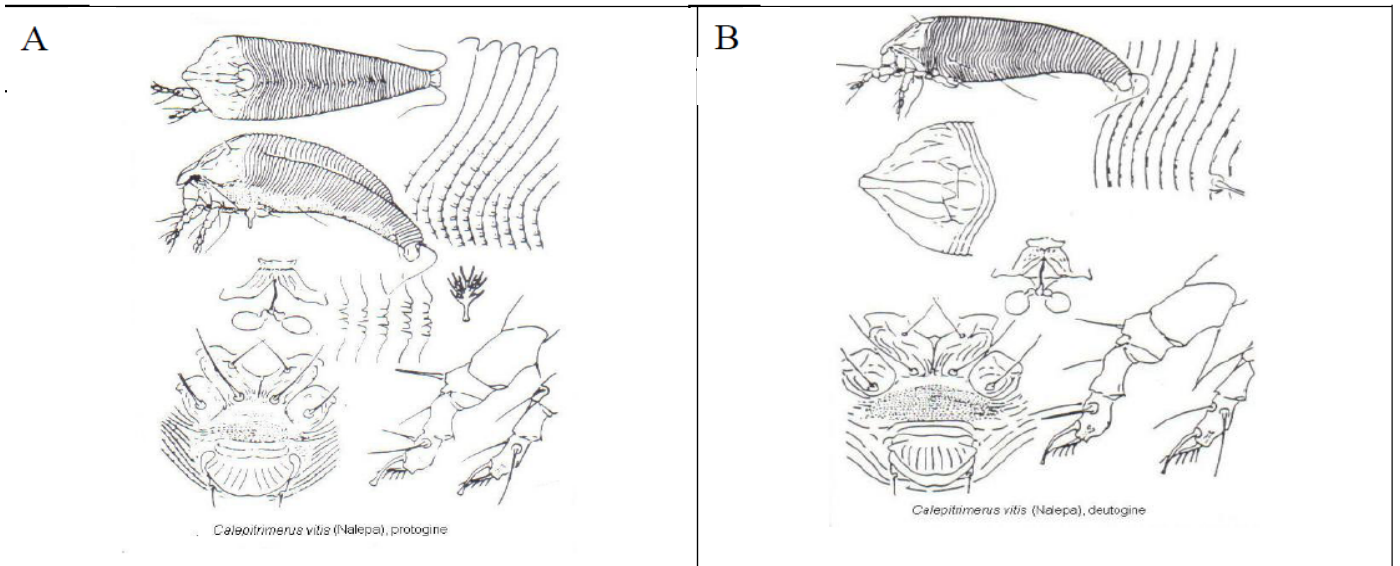 A
B
Calepitrimerus vitis (Nalepa), protogine
Calepitrimerus vitis (Nalepa), deutogine